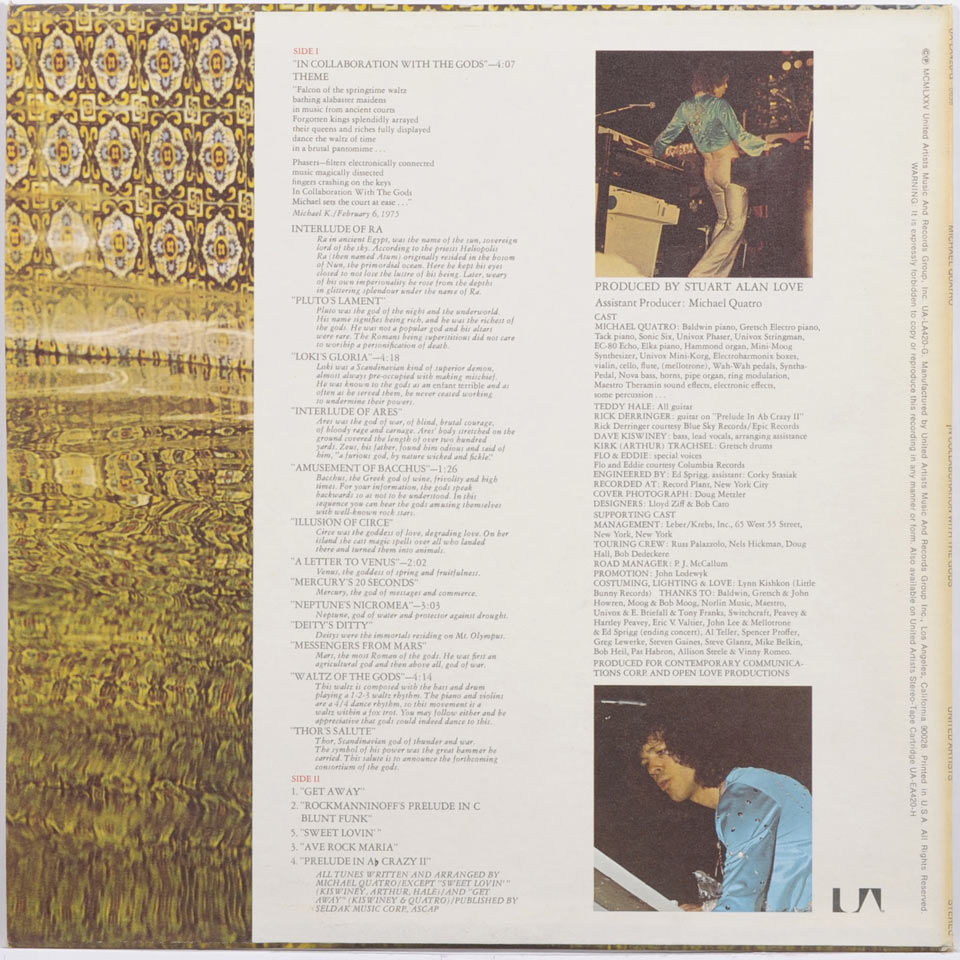 SIDE I
"IN COLLABORATION WITH THE GODS"—4:07
THEME
"Falcon of the springtime waltz
bathing alabaster maidens
in music from ancient courts
Forgotten kings splendidly arrayed
their queens and riches fully displayed
dance the waltz of time
in a brutal pantomime . . .
Phasers—filters electronically connected
music magically dissected
fingers crashing on the keys
In Collaboration With The Gods
Michael sets the court at ease . . ."
Michael K./February 6, 1975
INTERLUDE OF RA
Ra in ancient Egypt, was the name of the sun, sovereign
lord of the sky. According to the priests Heliopolis
Ra (then named Atum) originally resided in the bosom
of Nun, the primordial ocean. Here he kept his eyes
closed to not lose the lustre of his being. Later, weary
of his own impersonality, he rose from the depths
in glittering splendour under the name of Ra.
"PLUTO'S LAMENT"
Pluto was the god of the night and the underworld.
His name signifies being rich, and he was the richest of
the gods. He was not a popular god and his altars
were rare. The Romans being superstitious did not care
to worship a personification of death.
"LOKI'S GLORIA"—4:18
Loki was a Scandinavian kind of superior demon,
almost always pre-occupied with making mischief.
He was known to the gods as an enfant terrible and as
often as he served them, he never ceased working
to undermine their powers.
"INTERLUDE OF ARES"
Ares was the god of war, of blind, brutal courage,
of bloody rage and carnage. Ares' body stretched on the
ground covered the length of over two hundred
yards. Zeus, his father, found him odious and said of
him, "a furious god, by nature wicked and fickle."
"AMUSEMENT OF BACCHUS"—1:26
Bacchus, the Greek god of wine, frivolity and high
times. For your information, the gods speak
backwards so as not to be understood. In this
sequence you can hear the gods amusing themselves
with well-known rock stars.
"ILLUSION OF CIRCE"
Circe was the goddess of love, degrading love. On her
island she cast magic spells over all who landed
there and turned them into animals.
"A LETTER TO VENUS"—2:02
Venus, the goddess of spring and fruitfulness.
"MERCURY'S 20 SECONDS"
Mercury, the god of messages and commerce.
"NEPTUNE'S NICROMEA"—3:03
Neptune, god of water and protector against drought.
"DEITY'S DITTY"
Deitys were the immortals residing on Mt. Olympus.
"MESSENGERS FROM MARS"
Mars, the most Roman of the gods. He was first an
agricultural god and then above all, god of war.
"WALTZ OF THE GODS"—4:14
This waltz is composed with the bass and drum
playing a 1-2-3 waltz rhythm. The piano and violins
are a 4/4 dance rhythm, so this movement is a
waltz within a fox trot. You may follow either and be
appreciative that gods could indeed dance to this.
"THOR'S SALUTE"
Thor, Scandinavian god of thunder and war.
The symbol of his power was the great hammer he
carried. This salute is to announce the forthcoming
consortium of the gods.
SIDE II
1. "GET AWAY"
2. "ROCKMANNINOFF'S PRELUDE IN C
BLUNT FUNK"
5. "SWEET LOVIN'"
3. "AVE ROCK MARIA"
4. "PRELUDE IN A♭ CRAZY II"
ALL TUNES WRITTEN AND ARRANGED BY
MICHAEL QUATRO/EXCEPT "SWEET LOVIN'"
(KISWINEY, ARTHUR, HALE)/AND "GET
AWAY" (KISWINEY & QUATRO)/PUBLISHED BY
SELDAK MUSIC CORP., ASCAP
PRODUCED BY STUART ALAN LOVE
Assistant Producer: Michael Quatro
CAST
MICHAEL QUATRO: Baldwin piano, Gretsch Electro piano,
Tack piano, Sonic Six, Univox Phaser, Univox Stringman,
EC-80 Echo, Elka piano, Hammond organ, Mini-Moog
Synthesizer, Univox Mini-Korg, Electroharmonix boxes,
violin, cello, flute, (mellotrone), Wah-Wah pedals, Syntha-
Pedal, Nova bass, horns, pipe organ, ring modulation,
Maestro Theramin sound effects, electronic effects,
some percussion . . .
TEDDY HALE: All guitar
RICK DERRINGER: guitar on "Prelude In Ab Crazy II"
Rick Derringer courtesy Blue Sky Records/Epic Records
DAVE KISWINEY: bass, lead vocals, arranging assistance
KIRK (ARTHUR) TRACHSEL: Gretsch drums
FLO & EDDIE: special voices
Flo and Eddie courtesy Columbia Records
ENGINEERED BY: Ed Sprigg, assistant: Corky Stasiak
RECORDED AT: Record Plant, New York City
COVER PHOTOGRAPH: Doug Metzler
DESIGNERS: Lloyd Ziff & Bob Cato
SUPPORTING CAST
MANAGEMENT: Leber/Krebs, Inc., 65 West 55 Street,
New York, New York
TOURING CREW: Russ Palazzolo, Nels Hickman, Doug
Hall, Bob Dedeckere
ROAD MANAGER: P. J. McCallum
PROMOTION: John Lodewyk
COSTUMING, LIGHTING & LOVE: Lynn Kishkon (Little
Bunny Records) THANKS TO: Baldwin, Gretsch & John
Howren, Moog & Bob Moog, Norlin Music, Maestro,
Univox & E. Briefall & Tony Franks, Switchcraft, Peavey &
Hartley Peavey, Eric V. Valtier, John Lee & Mellotrone
& Ed Sprigg (ending concert), Al Teller, Spencer Proffer,
Greg Lewerke, Steven Gaines, Steve Glantz, Mike Belkin,
Bob Heil, Pat Habron, Allison Steele & Vinny Romeo.
PRODUCED FOR CONTEMPORARY COMMUNICA-
TIONS CORP. AND OPEN LOVE PRODUCTIONS
UA
©℗ MCMLXXV United Artists Music And Records Group Inc. UA-LA420-G. Manufactured by United Artists Music And Records Group Inc., Los Angeles, California 90028. Printed in U.S.A. All Rights Reserved.
WARNING: It is expressly forbidden to copy or reproduce this recording in any manner or form. Also available on United Artists Stereo-Tape Cartridge UA-EA420-H
MICHAEL QUATRO
IN COLLABORATION WITH THE GODS
UNITED ARTISTS
STEREO